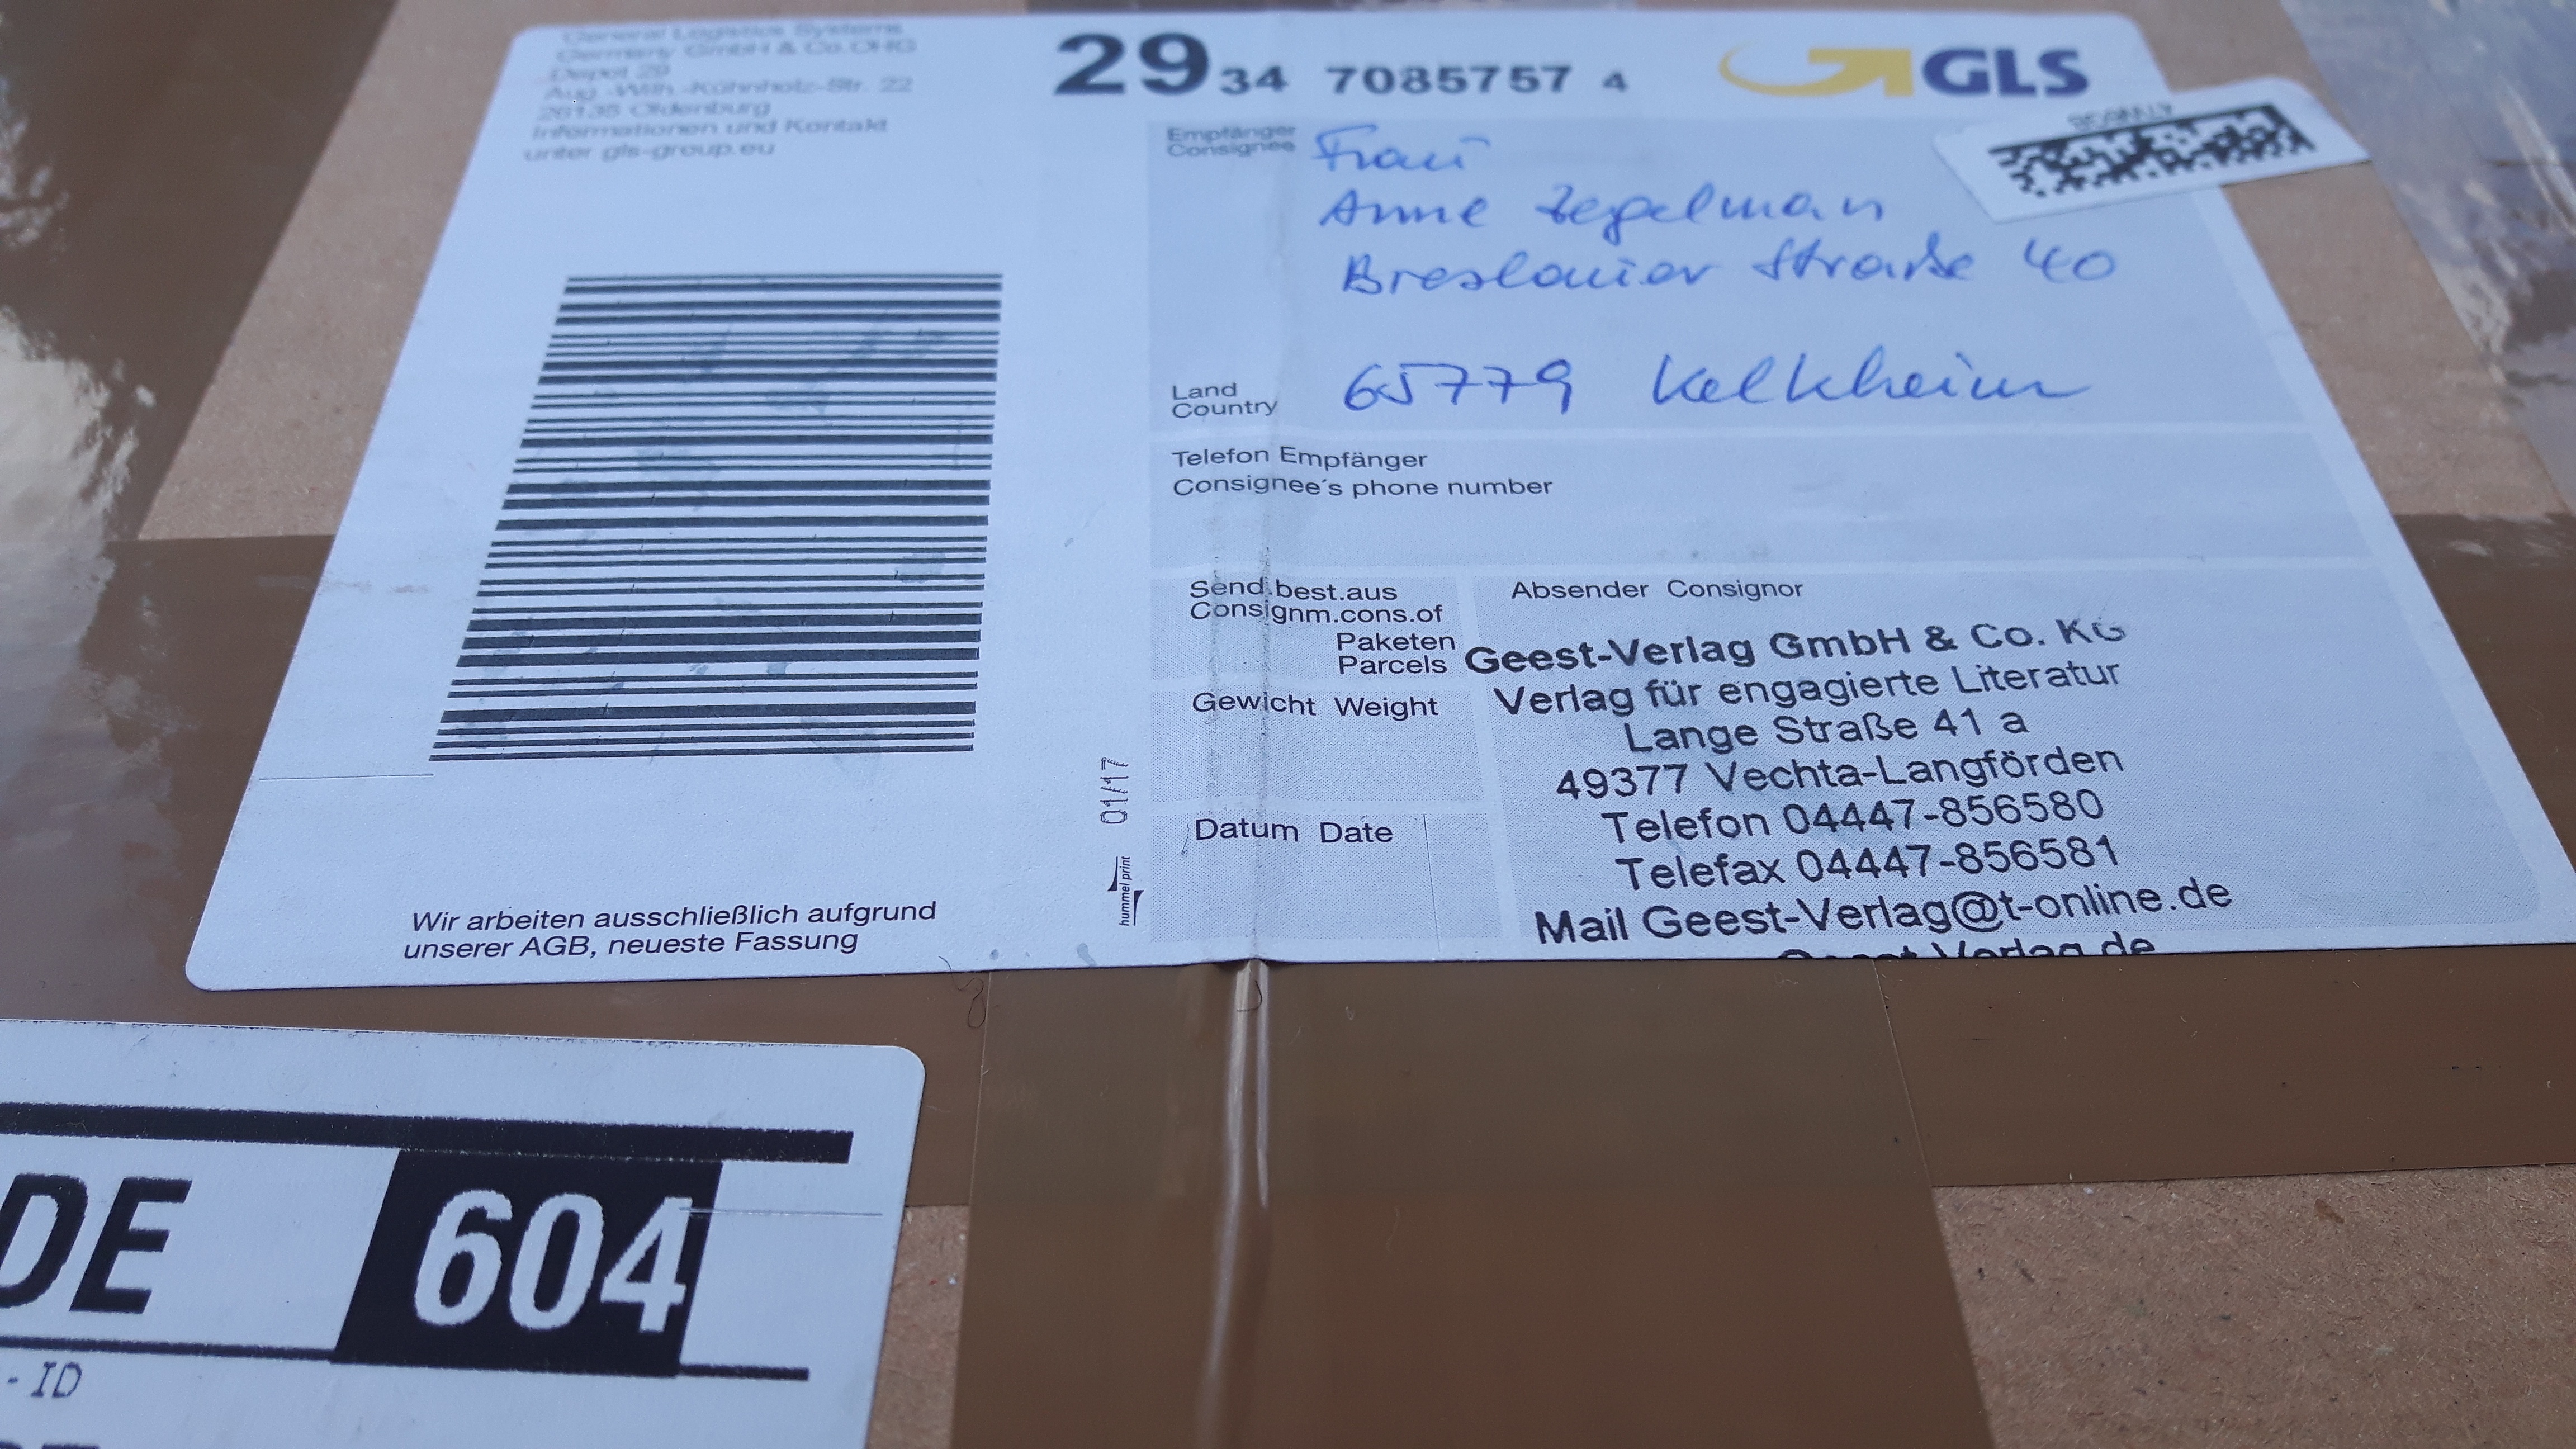 General Logistics Systems
Germany GmbH & Co. OHG
Depot 29
Aug.-Wilh.-Kühnholz-Str. 22
26135 Oldenburg
Informationen und Kontakt
unter gls-group.eu
29 34 7085757 4
GLS
Empfänger
Consignee
Frau
Anne Zegelman
Breslauer Straße 40
65779 Kelkheim
Land
Country
Telefon Empfänger
Consignee's phone number
Send.best.aus
Consignm.cons.of
Paketen
Parcels
Gewicht Weight
Datum Date
Absender Consignor
Geest-Verlag GmbH & Co. KG
Verlag für engagierte Literatur
Lange Straße 41 a
49377 Vechta-Langförden
Telefon 04447-856580
Telefax 04447-856581
Mail Geest-Verlag@t-online.de
Geest-Verlag.de
01/17
hummel print
Wir arbeiten ausschließlich aufgrund
unserer AGB, neueste Fassung
DE 604
- ID